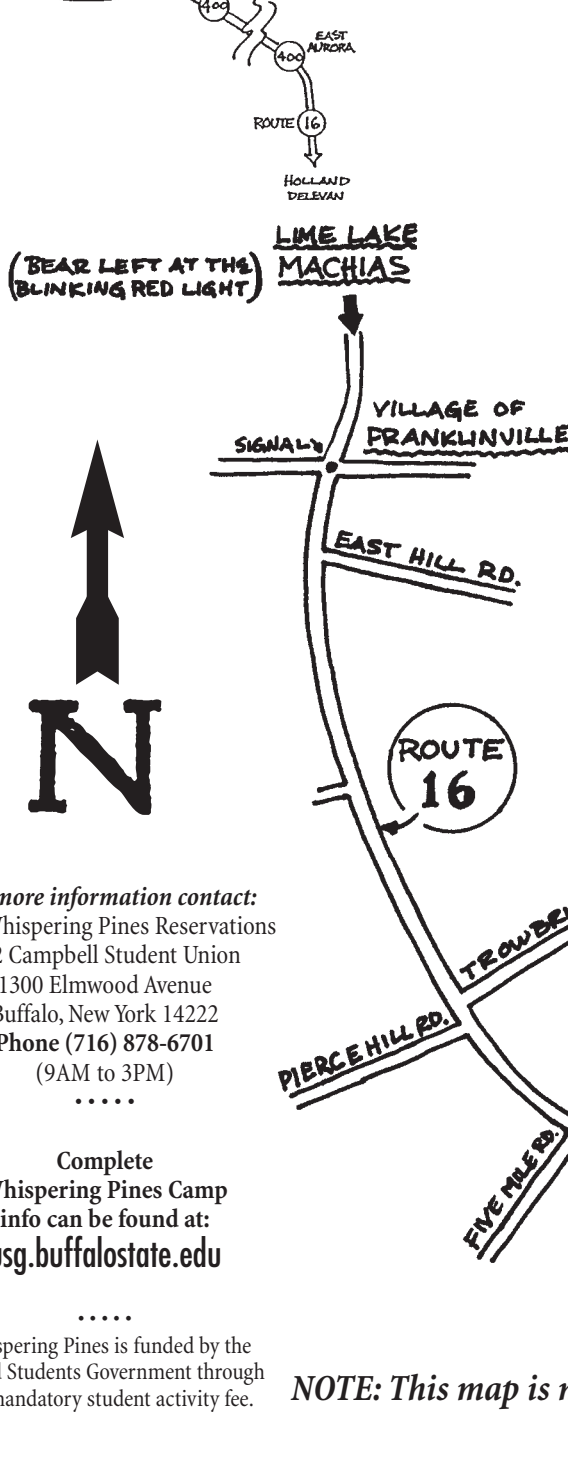 400
400
EAST
AURORA
ROUTE 16
HOLLAND
DELEVAN
LIME LAKE
MACHIAS
(BEAR LEFT AT THE
BLINKING RED LIGHT)
VILLAGE OF
FRANKLINVILLE
SIGNAL
EAST HILL RD.
N
ROUTE
16
TROWBRI
PIERCE HILL RD.
FIVE MILE RD.
more information contact:
Whispering Pines Reservations
2 Campbell Student Union
1300 Elmwood Avenue
Buffalo, New York 14222
Phone (716) 878-6701
(9AM to 3PM)
•••••
Complete
Whispering Pines Camp
info can be found at:
usg.buffalostate.edu
•••••
spering Pines is funded by the
d Students Government through
mandatory student activity fee.
NOTE: This map is n